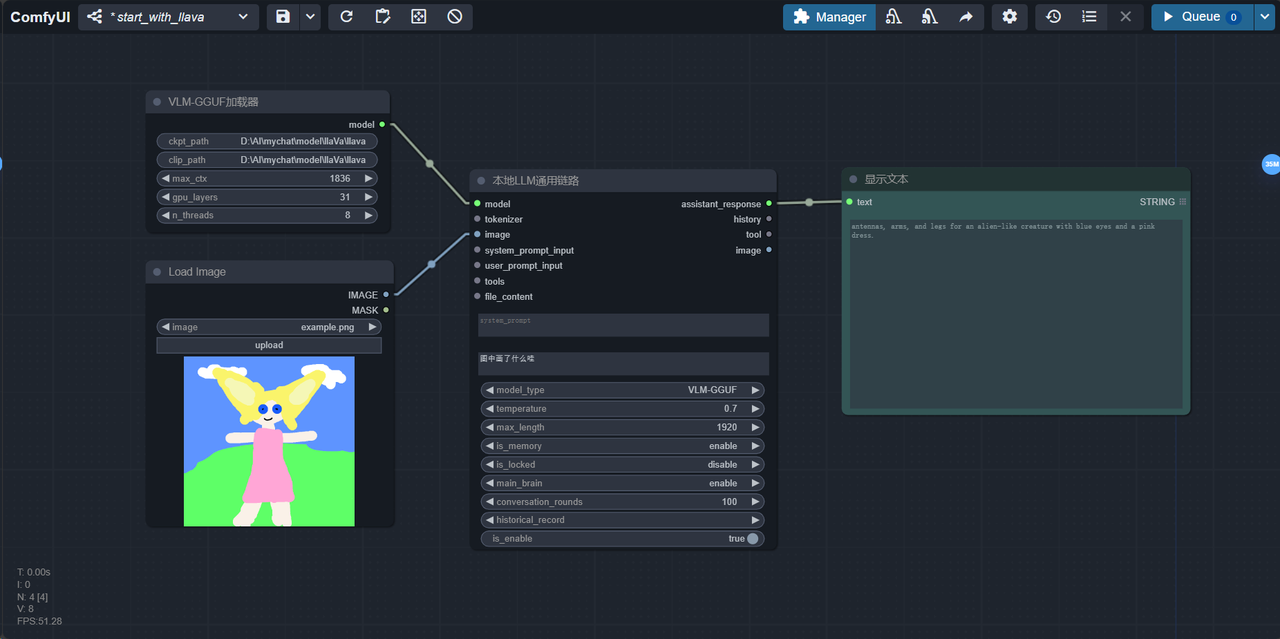 ComfyUI
*start_with_llava
Manager
Queue 0
35M
VLM-GGUF加载器
model
ckpt_path D:\AI\mychat\model\llaVa\llava
clip_path D:\AI\mychat\model\llaVa\llava
max_ctx 1836
gpu_layers 31
n_threads 8
Load Image
IMAGE
MASK
image example.png
upload
本地LLM通用链路
model assistant_response
tokenizer history
image tool
system_prompt_input image
user_prompt_input
tools
file_content
system_prompt
图中画了什么哇
model_type VLM-GGUF
temperature 0.7
max_length 1920
is_memory enable
is_locked disable
main_brain enable
conversation_rounds 100
historical_record
is_enable true
显示文本
text STRING
antennas, arms, and legs for an alien-like creature with blue eyes and a pink
dress.
T: 0.00s
I: 0
N: 4 [4]
V: 8
FPS:51.28